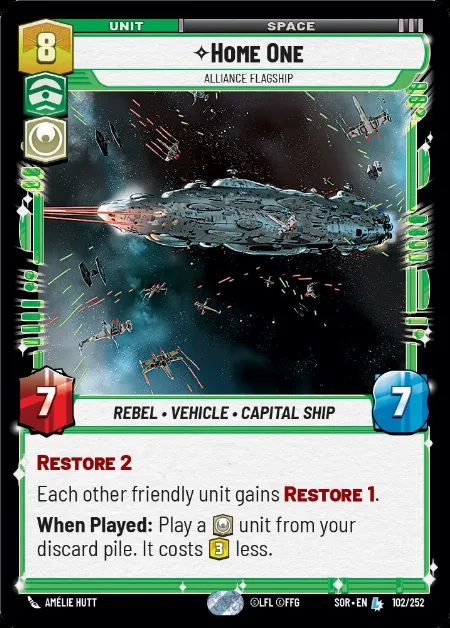 UNIT SPACE
8
✧HOME ONE
ALLIANCE FLAGSHIP
7 7
REBEL • VEHICLE • CAPITAL SHIP
RESTORE 2
Each other friendly unit gains RESTORE 1.
When Played: Play a unit from your
discard pile. It costs 3 less.
AMÉLIE HUTT ©LFL ©FFG SOR•EN L 102/252